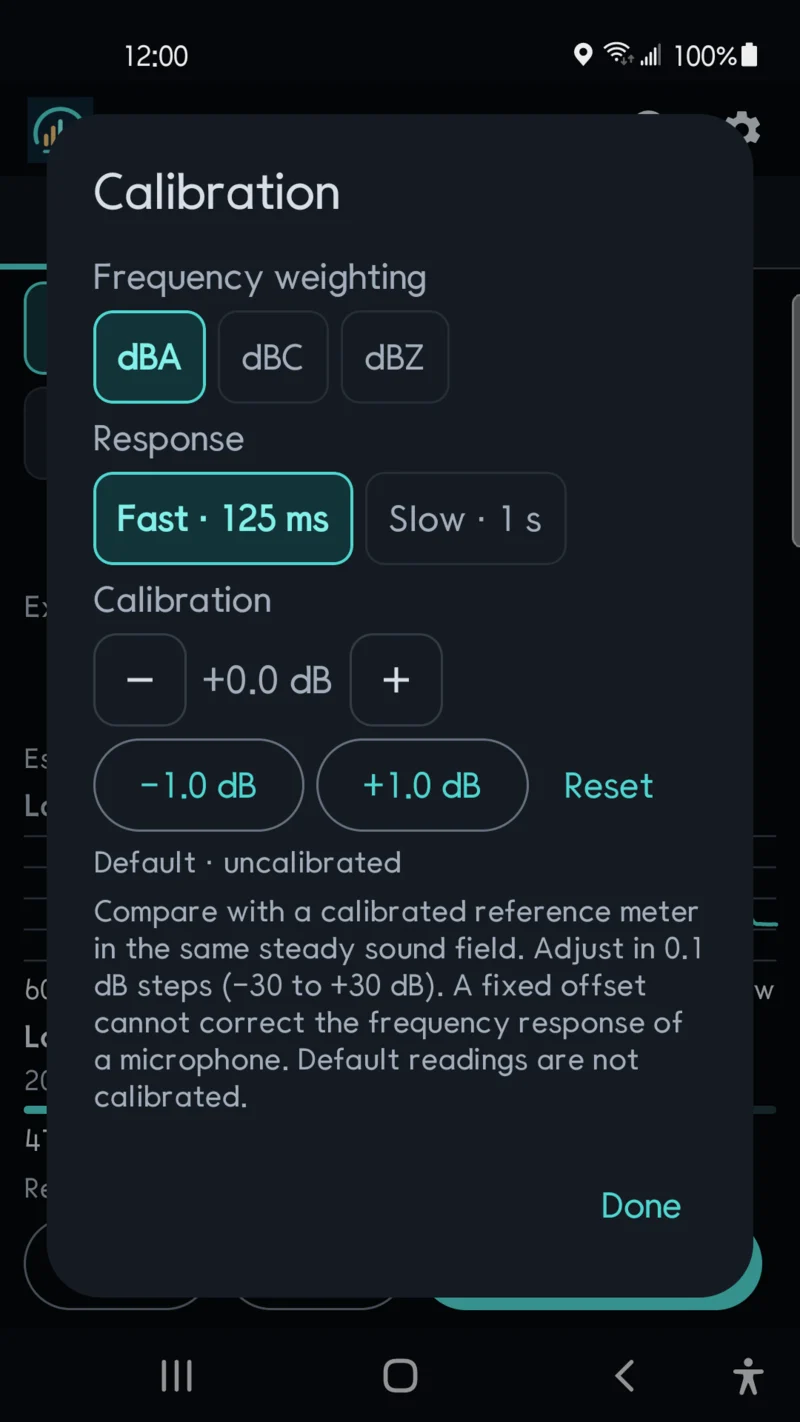 12:00
100%
Calibration
Frequency weighting
dBA dBC dBZ
Response
Fast · 125 ms Slow · 1 s
Calibration
− +0.0 dB +
−1.0 dB +1.0 dB Reset
Default · uncalibrated
Compare with a calibrated reference meter
in the same steady sound field. Adjust in 0.1
dB steps (−30 to +30 dB). A fixed offset
cannot correct the frequency response of
a microphone. Default readings are not
calibrated.
Done